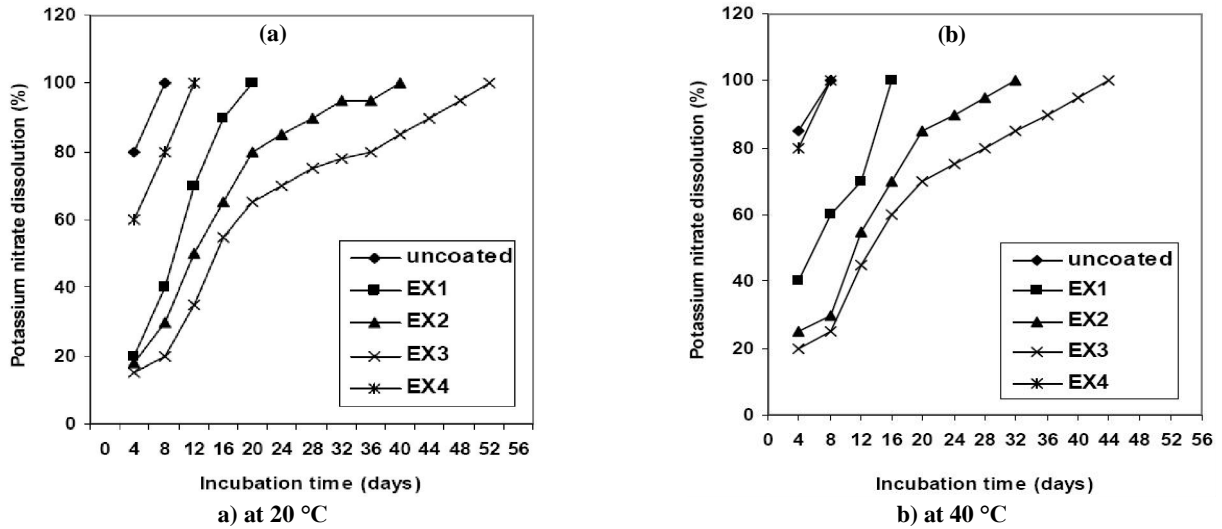 120
(a)
100
80
60
40
20
0
Potassium nitrate dissolution (%)
uncoated
EX1
EX2
EX3
EX4
0 4 8 12 16 20 24 28 32 36 40 44 48 52 56
Incubation time (days)
a) at 20 °C
120
(b)
100
80
60
40
20
0
Potassium nitrate dissolution (%)
uncoated
EX1
EX2
EX3
EX4
0 4 8 12 16 20 24 28 32 36 40 44 48 52 56
Incubation time (days)
b) at 40 °C